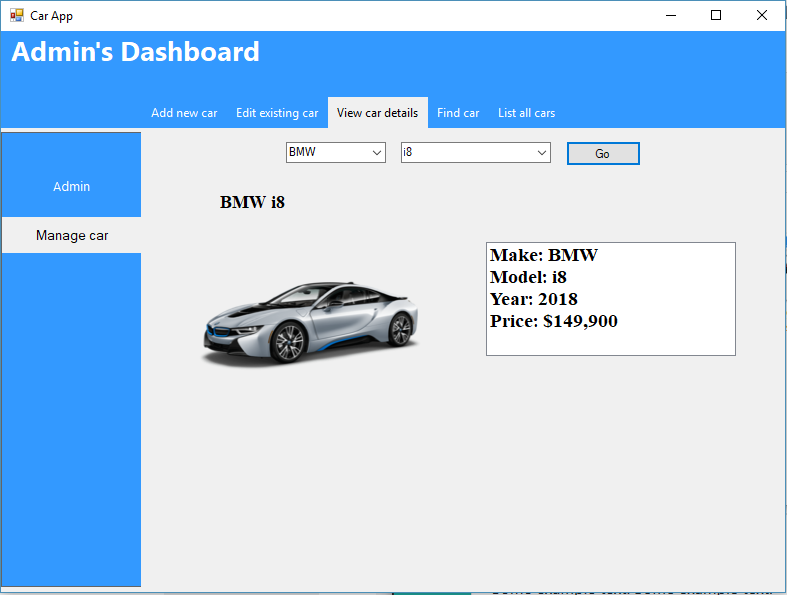 Car App
Admin's Dashboard
Add new car Edit existing car View car details Find car List all cars
Admin
Manage car
BMW i8 Go
BMW i8
Make: BMW
Model: i8
Year: 2018
Price: $149,900